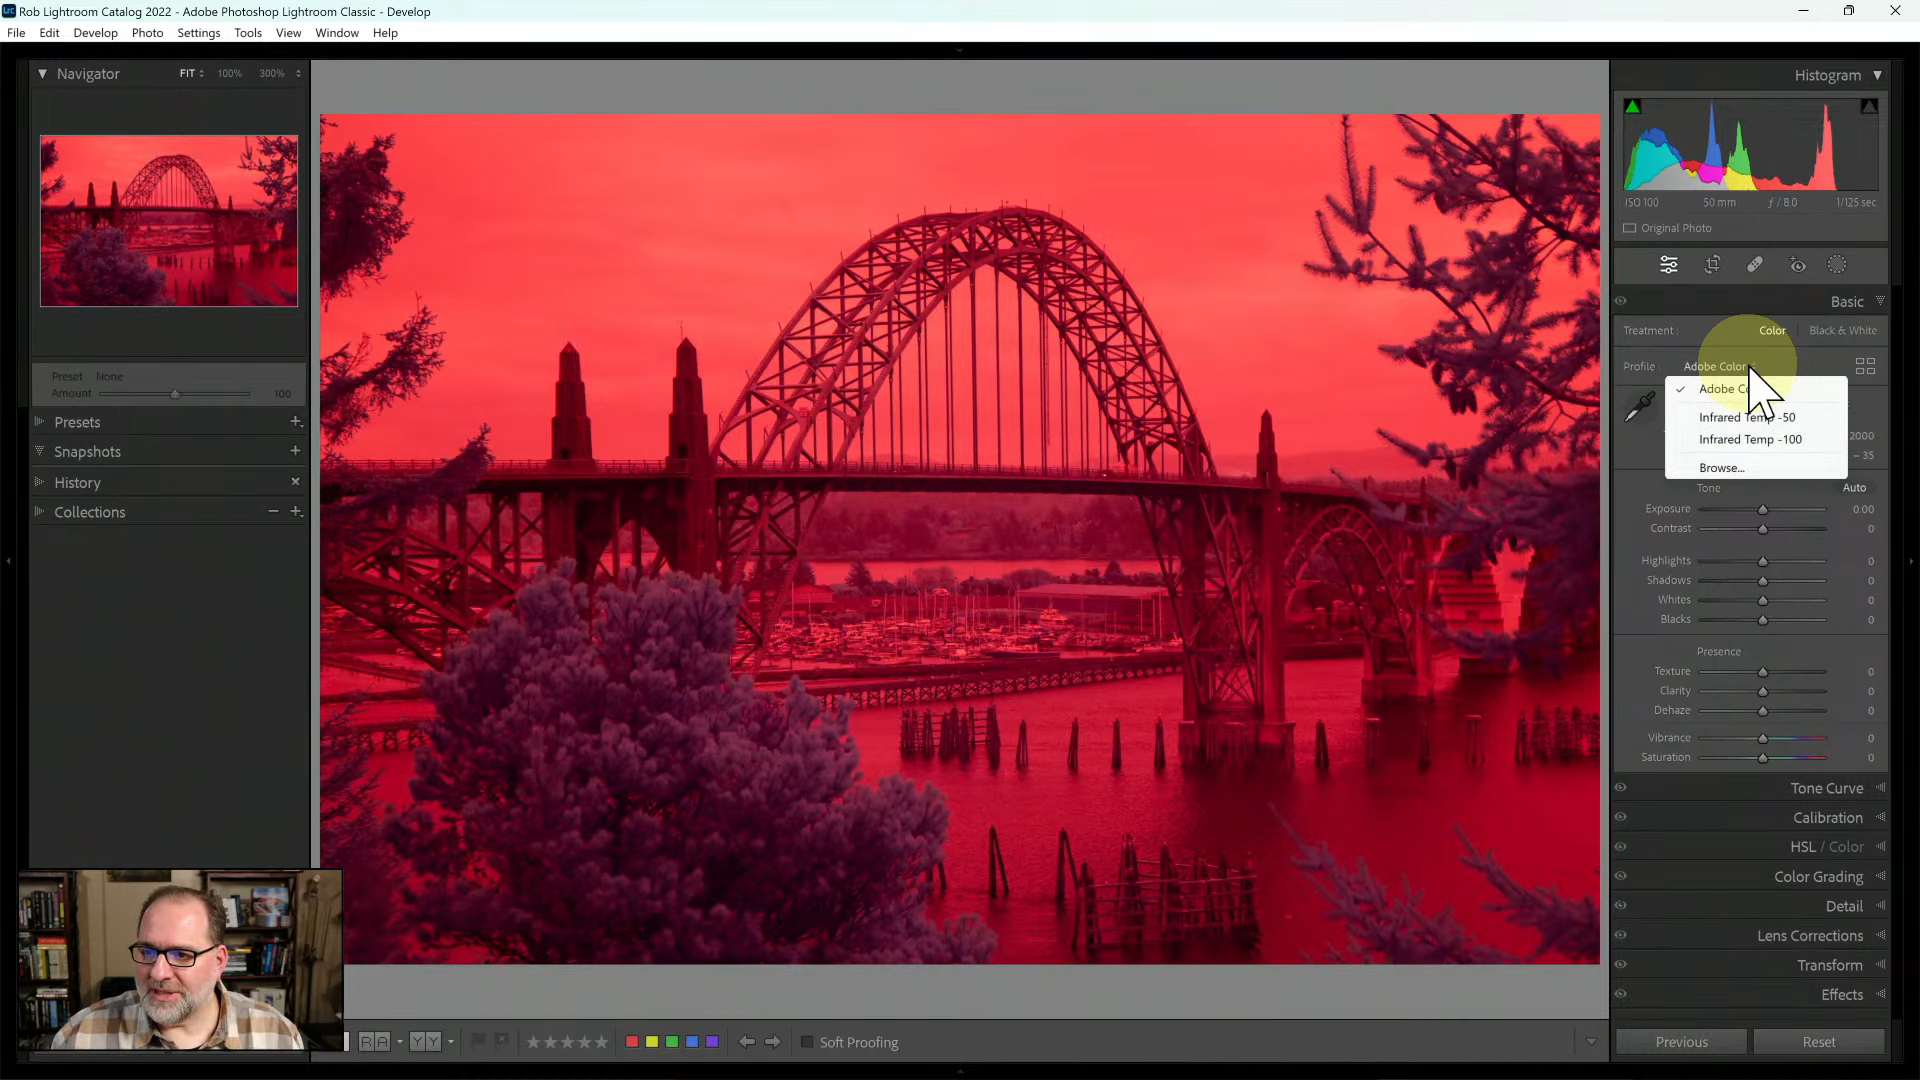 Rob Lightroom Catalog 2022 - Adobe Photoshop Lightroom Classic - Develop
File Edit Develop Photo Settings Tools View Window Help
Navigator FIT 100% 300%
Preset None
Amount 100
Presets
Snapshots
History
Collections
Histogram
ISO 100 50 mm ƒ / 8.0 1/125 sec
Original Photo
Basic
Treatment : Color Black & White
Profile : Adobe Color
Adobe Co
Infrared Temp -50
Infrared Temp -100
Browse...
2000
- 35
Tone Auto
Exposure 0.00
Contrast 0
Highlights 0
Shadows 0
Whites 0
Blacks 0
Presence
Texture 0
Clarity 0
Dehaze 0
Vibrance 0
Saturation 0
Tone Curve
Calibration
HSL / Color
Color Grading
Detail
Lens Corrections
Transform
Effects
Previous Reset
RA YY Soft Proofing